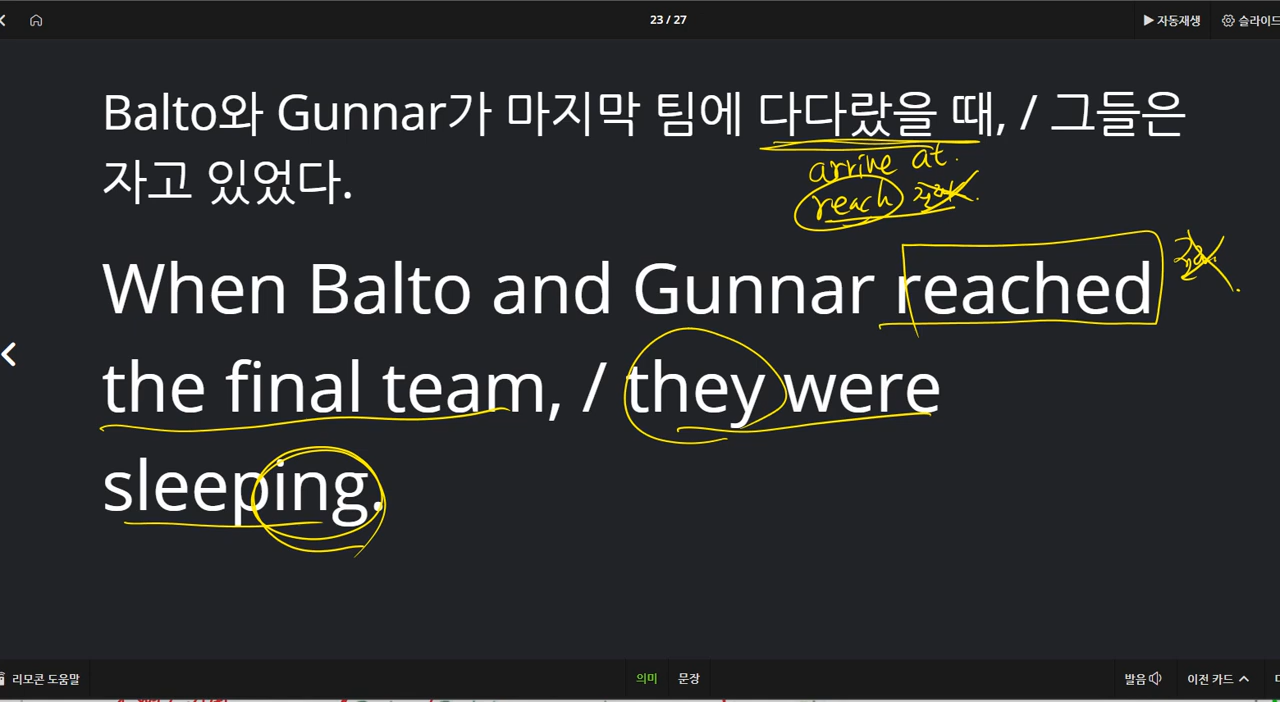 23 / 27
▶ 자동재생
슬라이드
Balto와 Gunnar가 마지막 팀에 다다랐을 때, / 그들은
자고 있었다.
arrive at.
reach
When Balto and Gunnar reached
the final team, / they were
sleeping.
리모콘 도움말
의미
문장
발음
이전 카드